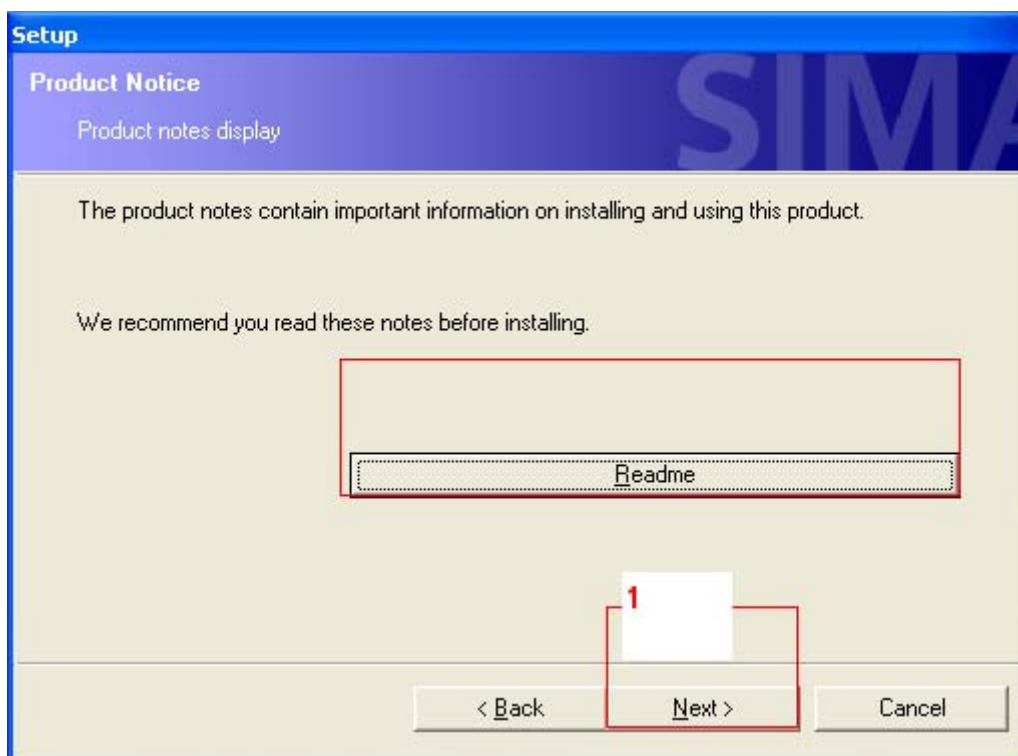 Setup
Product Notice
SIMA
Product notes display
The product notes contain important information on installing and using this product.
We recommend you read these notes before installing.
Readme
1
< Back
Next >
Cancel